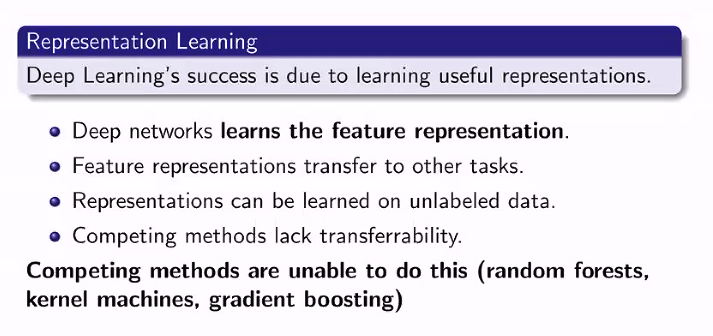 Representation Learning
Deep Learning's success is due to learning useful representations.
Deep networks learns the feature representation.
Feature representations transfer to other tasks.
Representations can be learned on unlabeled data.
Competing methods lack transferrability.
Competing methods are unable to do this (random forests,
kernel machines, gradient boosting)